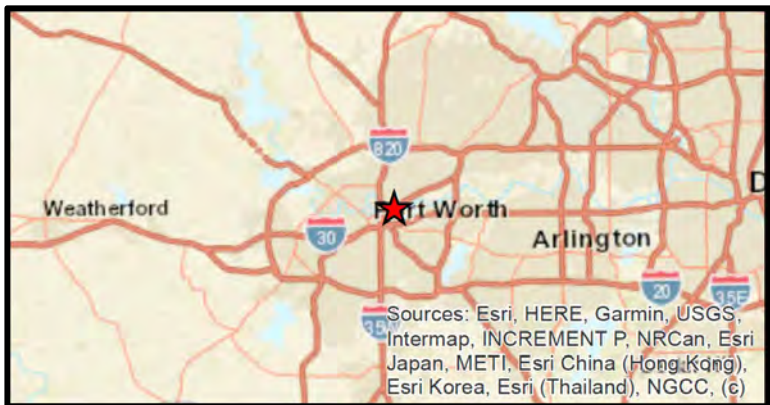 820
Weatherford
Fort Worth
30
Arlington
20
35E
35W
Sources: Esri, HERE, Garmin, USGS,
Intermap, INCREMENT P, NRCan, Esri
Japan, METI, Esri China (Hong Kong),
Esri Korea, Esri (Thailand), NGCC, (c)